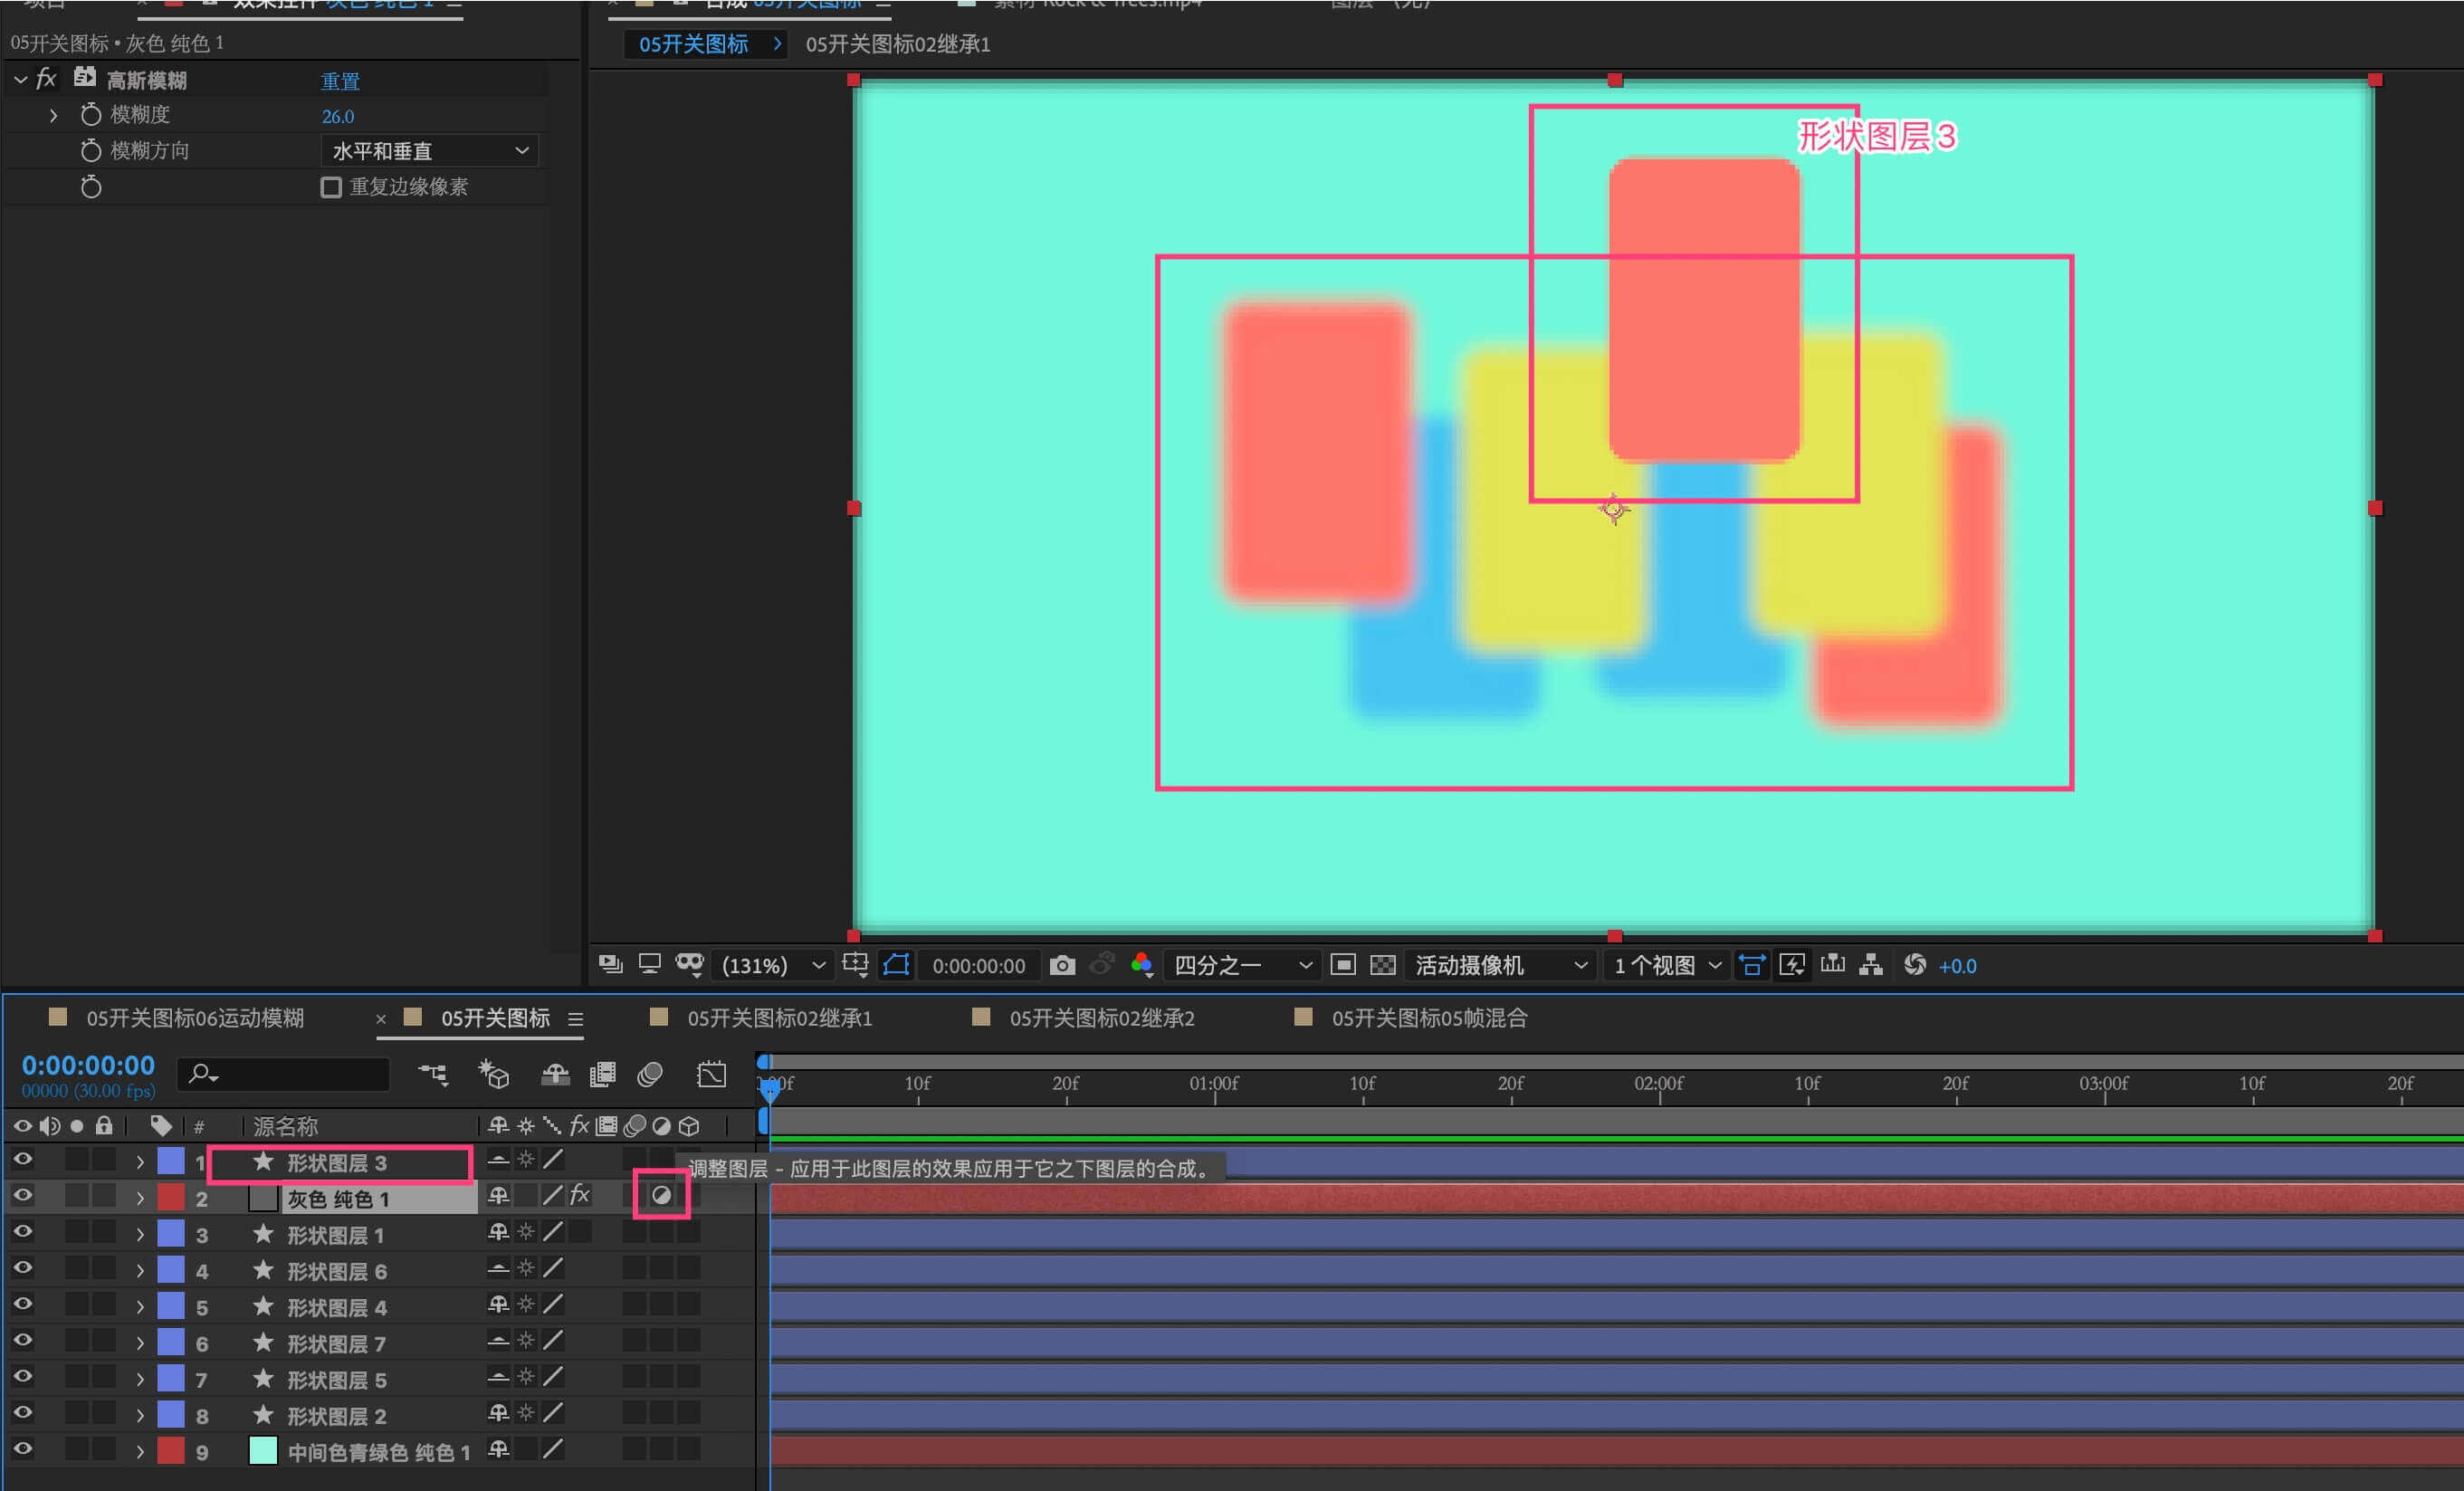 05开关图标 • 灰色 纯色 1
fx 高斯模糊 重置
模糊度 26.0
模糊方向 水平和垂直
重复边缘像素
05开关图标 05开关图标02继承1
形状图层 3
(131%) 0:00:00:00 四分之一 活动摄像机 1 个视图 +0.0
05开关图标06运动模糊 × 05开关图标 05开关图标02继承1 05开关图标02继承2 05开关图标05帧混合
0:00:00:00
00000 (30.00 fps)
:00f 10f 20f 01:00f 10f 20f 02:00f 10f 20f 03:00f 10f 20f
# 源名称 fx
1 形状图层 3
调整图层 – 应用于此图层的效果应用于它之下图层的合成。
2 灰色 纯色 1 fx
3 形状图层 1
4 形状图层 6
5 形状图层 4
6 形状图层 7
7 形状图层 5
8 形状图层 2
9 中间色青绿色 纯色 1